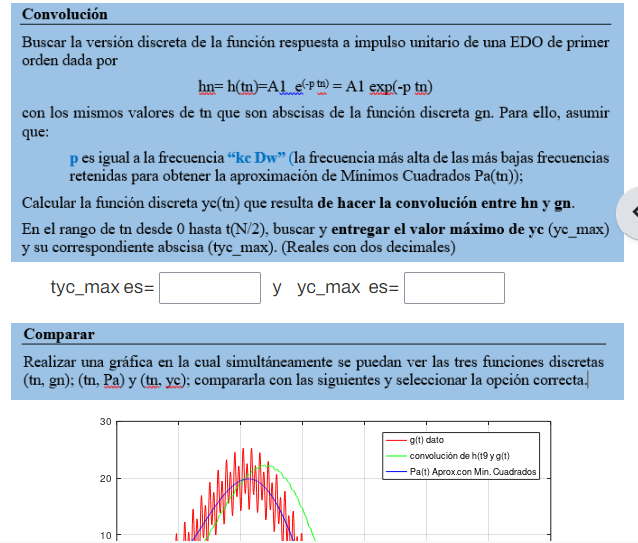 Convolución
Buscar la versión discreta de la función respuesta a impulso unitario de una EDO de primer
orden dada por
hn= h(tn)=A1 e(-p tn) = A1 exp(-p tn)
con los mismos valores de tn que son abscisas de la función discreta gn. Para ello, asumir
que:
p es igual a la frecuencia “kc Dw” (la frecuencia más alta de las más bajas frecuencias
retenidas para obtener la aproximación de Mínimos Cuadrados Pa(tn));
Calcular la función discreta yc(tn) que resulta de hacer la convolución entre hn y gn.
En el rango de tn desde 0 hasta t(N/2), buscar y entregar el valor máximo de yc (yc_max)
y su correspondiente abscisa (tyc_max). (Reales con dos decimales)
tyc_max es= y yc_max es=
Comparar
Realizar una gráfica en la cual simultáneamente se puedan ver las tres funciones discretas
(tn, gn); (tn, Pa) y (tn, yc); compararla con las siguientes y seleccionar la opción correcta.
30
g(t) dato
convolución de h(t9 y g(t)
Pa(t) Aprox.con Min. Cuadrados
20
10